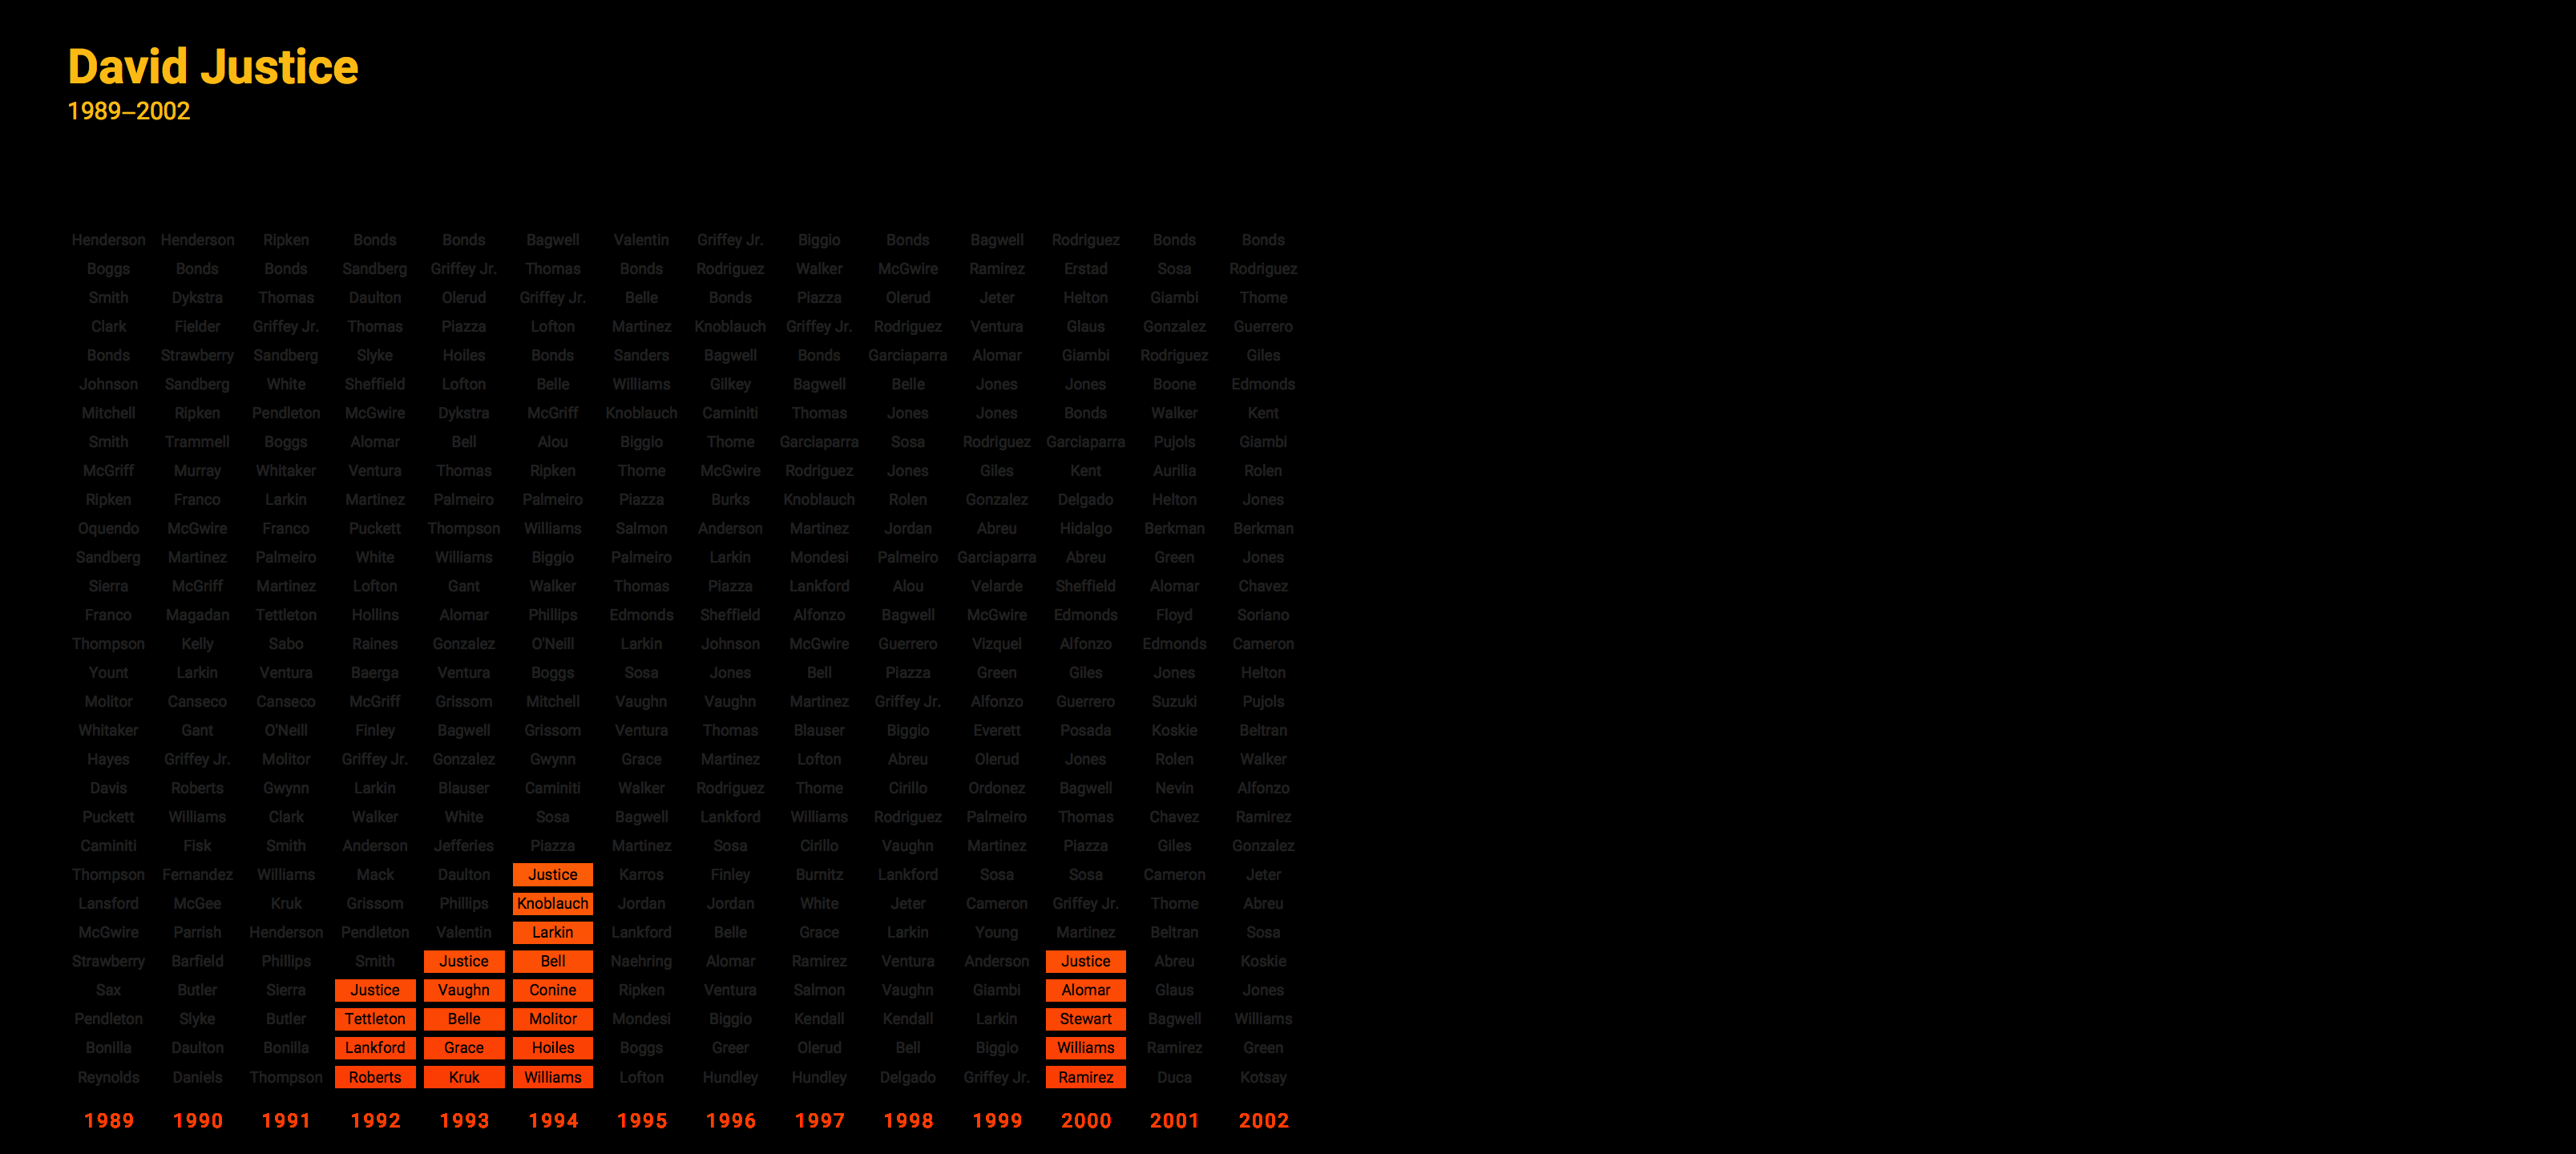 David Justice
1989–2002
Henderson Henderson Ripken Bonds Bonds Bagwell Valentin Griffey Jr. Biggio Bonds Bagwell Rodriguez Bonds Bonds
Boggs Bonds Bonds Sandberg Griffey Jr. Thomas Bonds Rodriguez Walker McGwire Ramirez Erstad Sosa Rodriguez
Smith Dykstra Thomas Daulton Olerud Griffey Jr. Belle Bonds Piazza Olerud Jeter Helton Giambi Thome
Clark Fielder Griffey Jr. Thomas Piazza Lofton Martinez Knoblauch Griffey Jr. Rodriguez Ventura Glaus Gonzalez Guerrero
Bonds Strawberry Sandberg Slyke Hoiles Bonds Sanders Bagwell Bonds Garciaparra Alomar Giambi Rodriguez Giles
Johnson Sandberg White Sheffield Lofton Belle Williams Gilkey Bagwell Belle Jones Jones Boone Edmonds
Mitchell Ripken Pendleton McGwire Dykstra McGriff Knoblauch Caminiti Thomas Jones Jones Bonds Walker Kent
Smith Trammell Boggs Alomar Bell Alou Biggio Thome Garciaparra Sosa Rodriguez Garciaparra Pujols Giambi
McGriff Murray Whitaker Ventura Thomas Ripken Thome McGwire Rodriguez Jones Giles Kent Aurilia Rolen
Ripken Franco Larkin Martinez Palmeiro Palmeiro Piazza Burks Knoblauch Rolen Gonzalez Delgado Helton Jones
Oquendo McGwire Franco Puckett Thompson Williams Salmon Anderson Martinez Jordan Abreu Hidalgo Berkman Berkman
Sandberg Martinez Palmeiro White Williams Biggio Palmeiro Larkin Mondesi Palmeiro Garciaparra Abreu Green Jones
Sierra McGriff Martinez Lofton Gant Walker Thomas Piazza Lankford Alou Velarde Sheffield Alomar Chavez
Franco Magadan Tettleton Hollins Alomar Phillips Edmonds Sheffield Alfonzo Bagwell McGwire Edmonds Floyd Soriano
Thompson Kelly Sabo Raines Gonzalez O'Neill Larkin Johnson McGwire Guerrero Vizquel Alfonzo Edmonds Cameron
Yount Larkin Ventura Baerga Ventura Boggs Sosa Jones Bell Piazza Green Giles Jones Helton
Molitor Canseco Canseco McGriff Grissom Mitchell Vaughn Vaughn Martinez Griffey Jr. Alfonzo Guerrero Suzuki Pujols
Whitaker Gant O'Neill Finley Bagwell Grissom Ventura Thomas Blauser Biggio Everett Posada Koskie Beltran
Hayes Griffey Jr. Molitor Griffey Jr. Gonzalez Gwynn Grace Martinez Lofton Abreu Olerud Jones Rolen Walker
Davis Roberts Gwynn Larkin Blauser Caminiti Walker Rodriguez Thome Cirillo Ordonez Bagwell Nevin Alfonzo
Puckett Williams Clark Walker White Sosa Bagwell Lankford Williams Rodriguez Palmeiro Thomas Chavez Ramirez
Caminiti Fisk Smith Anderson Jefferies Piazza Martinez Sosa Cirillo Vaughn Martinez Piazza Giles Gonzalez
Thompson Fernandez Williams Mack Daulton Justice Karros Finley Burnitz Lankford Sosa Sosa Cameron Jeter
Lansford McGee Kruk Grissom Phillips Knoblauch Jordan Jordan White Jeter Cameron Griffey Jr. Thome Abreu
McGwire Parrish Henderson Pendleton Valentin Larkin Lankford Belle Grace Larkin Young Martinez Beltran Sosa
Strawberry Barfield Phillips Smith Justice Bell Naehring Alomar Ramirez Ventura Anderson Justice Abreu Koskie
Sax Butler Sierra Justice Vaughn Conine Ripken Ventura Salmon Vaughn Giambi Alomar Glaus Jones
Pendleton Slyke Butler Tettleton Belle Molitor Mondesi Biggio Kendall Kendall Larkin Stewart Bagwell Williams
Bonilla Daulton Bonilla Lankford Grace Hoiles Boggs Greer Olerud Bell Biggio Williams Ramirez Green
Reynolds Daniels Thompson Roberts Kruk Williams Lofton Hundley Hundley Delgado Griffey Jr. Ramirez Duca Kotsay
1989 1990 1991 1992 1993 1994 1995 1996 1997 1998 1999 2000 2001 2002